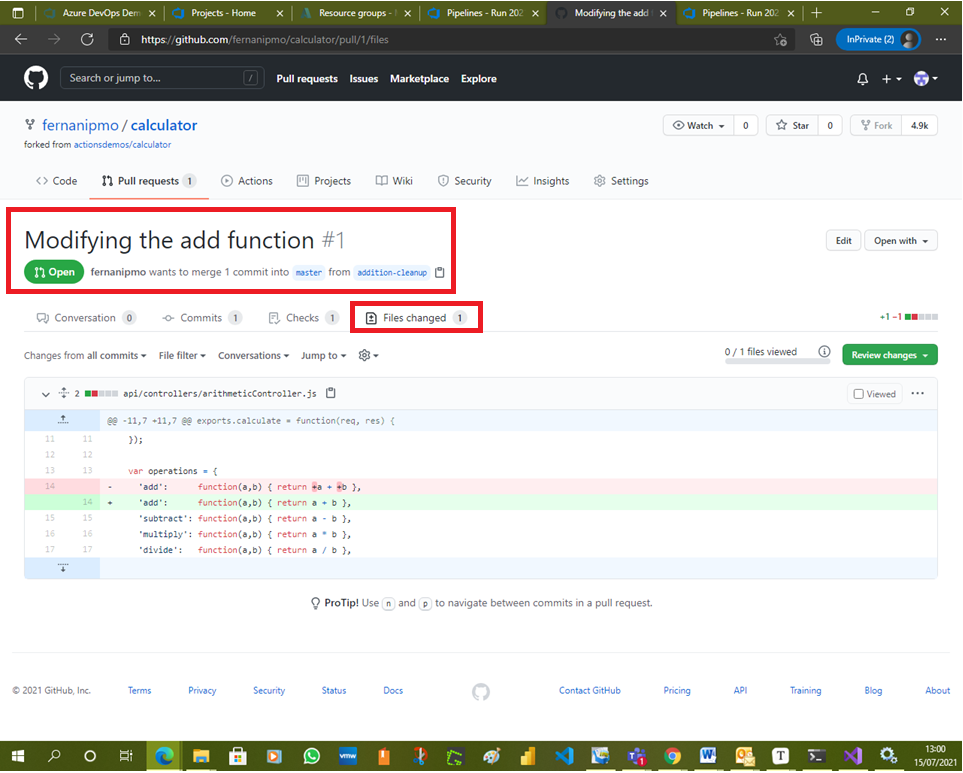 Azure DevOps Dem
Projects - Home
Resource groups -
Pipelines - Run 202
Modifying the add
Pipelines - Run 202
https://github.com/fernanipmo/calculator/pull/1/files
InPrivate (2)
Search or jump to... /
Pull requests Issues Marketplace Explore
fernanipmo / calculator
forked from actionsdemos/calculator
Watch 0 Star 0 Fork 4.9k
Code Pull requests 1 Actions Projects Wiki Security Insights Settings
Modifying the add function #1
Edit Open with
Open fernanipmo wants to merge 1 commit into master from addition-cleanup
Conversation 0 Commits 1 Checks 1 Files changed 1
+1 −1
Changes from all commits File filter Conversations Jump to
0 / 1 files viewed
Review changes
2 api/controllers/arithmeticController.js
Viewed
@@ -11,7 +11,7 @@ exports.calculate = function(req, res) {
11 11 });
12 12
13 13 var operations = {
14 - 'add': function(a,b) { return +a + +b },
14 + 'add': function(a,b) { return a + b },
15 15 'subtract': function(a,b) { return a - b },
16 16 'multiply': function(a,b) { return a * b },
17 17 'divide': function(a,b) { return a / b },
ProTip! Use n and p to navigate between commits in a pull request.
© 2021 GitHub, Inc. Terms Privacy Security Status Docs Contact GitHub Pricing API Training Blog About
vmw
13:00
15/07/2021